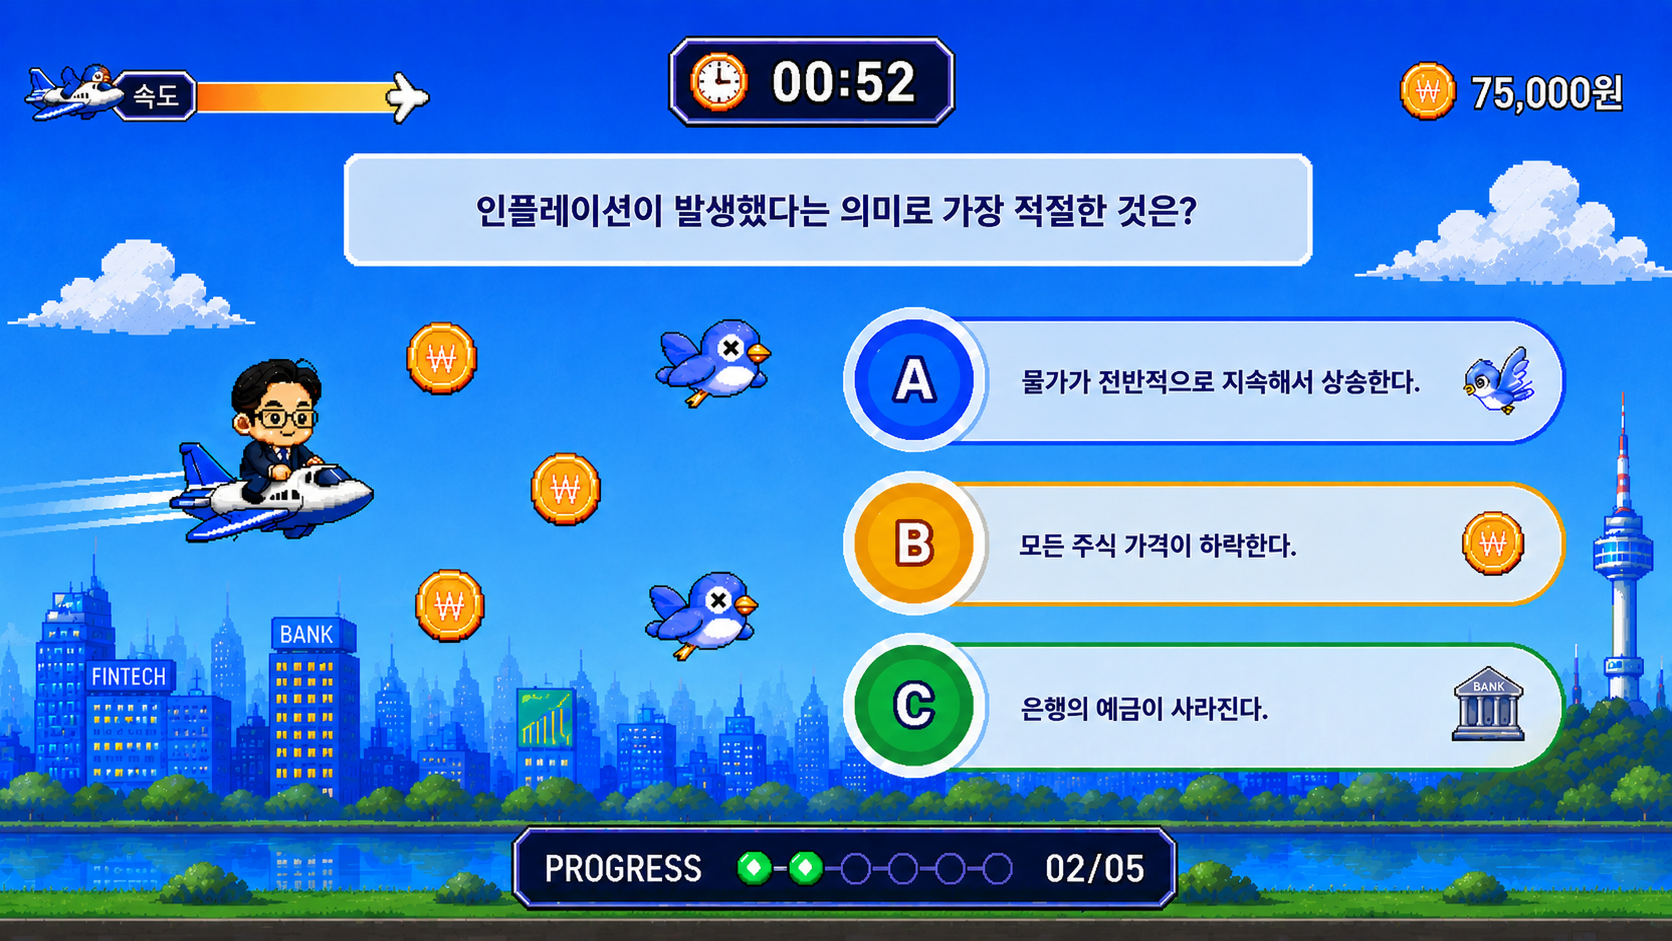 속도
00:52
75,000원
인플레이션이 발생했다는 의미로 가장 적절한 것은?
A
물가가 전반적으로 지속해서 상승한다.
B
모든 주식 가격이 하락한다.
C
은행의 예금이 사라진다.
BANK
BANK
FINTECH
PROGRESS
02/05